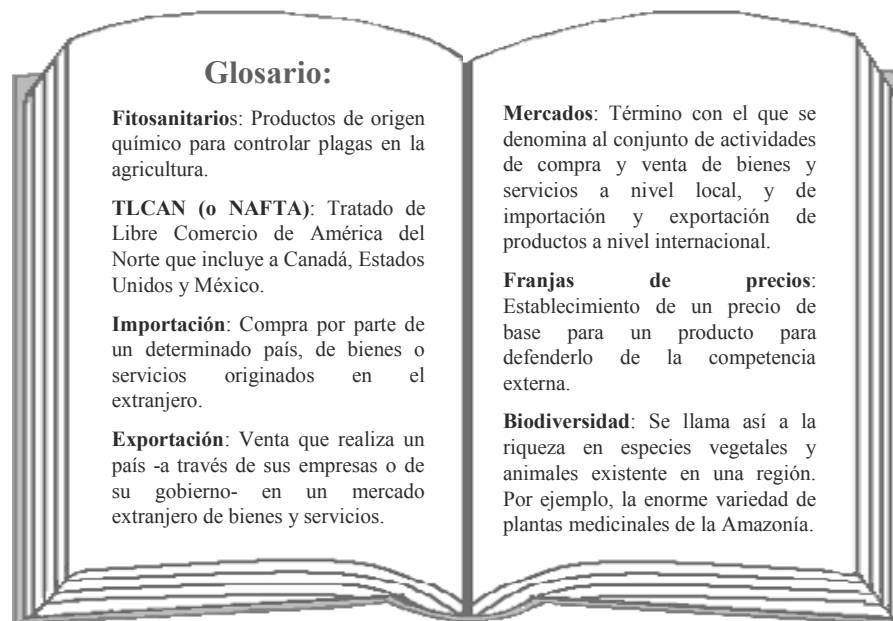 Glosario:
Fitosanitarios: Productos de origen
químico para controlar plagas en la
agricultura.
TLCAN (o NAFTA): Tratado de
Libre Comercio de América del
Norte que incluye a Canadá, Estados
Unidos y México.
Importación: Compra por parte de
un determinado país, de bienes o
servicios originados en el
extranjero.
Exportación: Venta que realiza un
país -a través de sus empresas o de
su gobierno- en un mercado
extranjero de bienes y servicios.
Mercados: Término con el que se
denomina al conjunto de actividades
de compra y venta de bienes y
servicios a nivel local, y de
importación y exportación de
productos a nivel internacional.
Franjas de precios:
Establecimiento de un precio de
base para un producto para
defenderlo de la competencia
externa.
Biodiversidad: Se llama así a la
riqueza en especies vegetales y
animales existente en una región.
Por ejemplo, la enorme variedad de
plantas medicinales de la Amazonía.